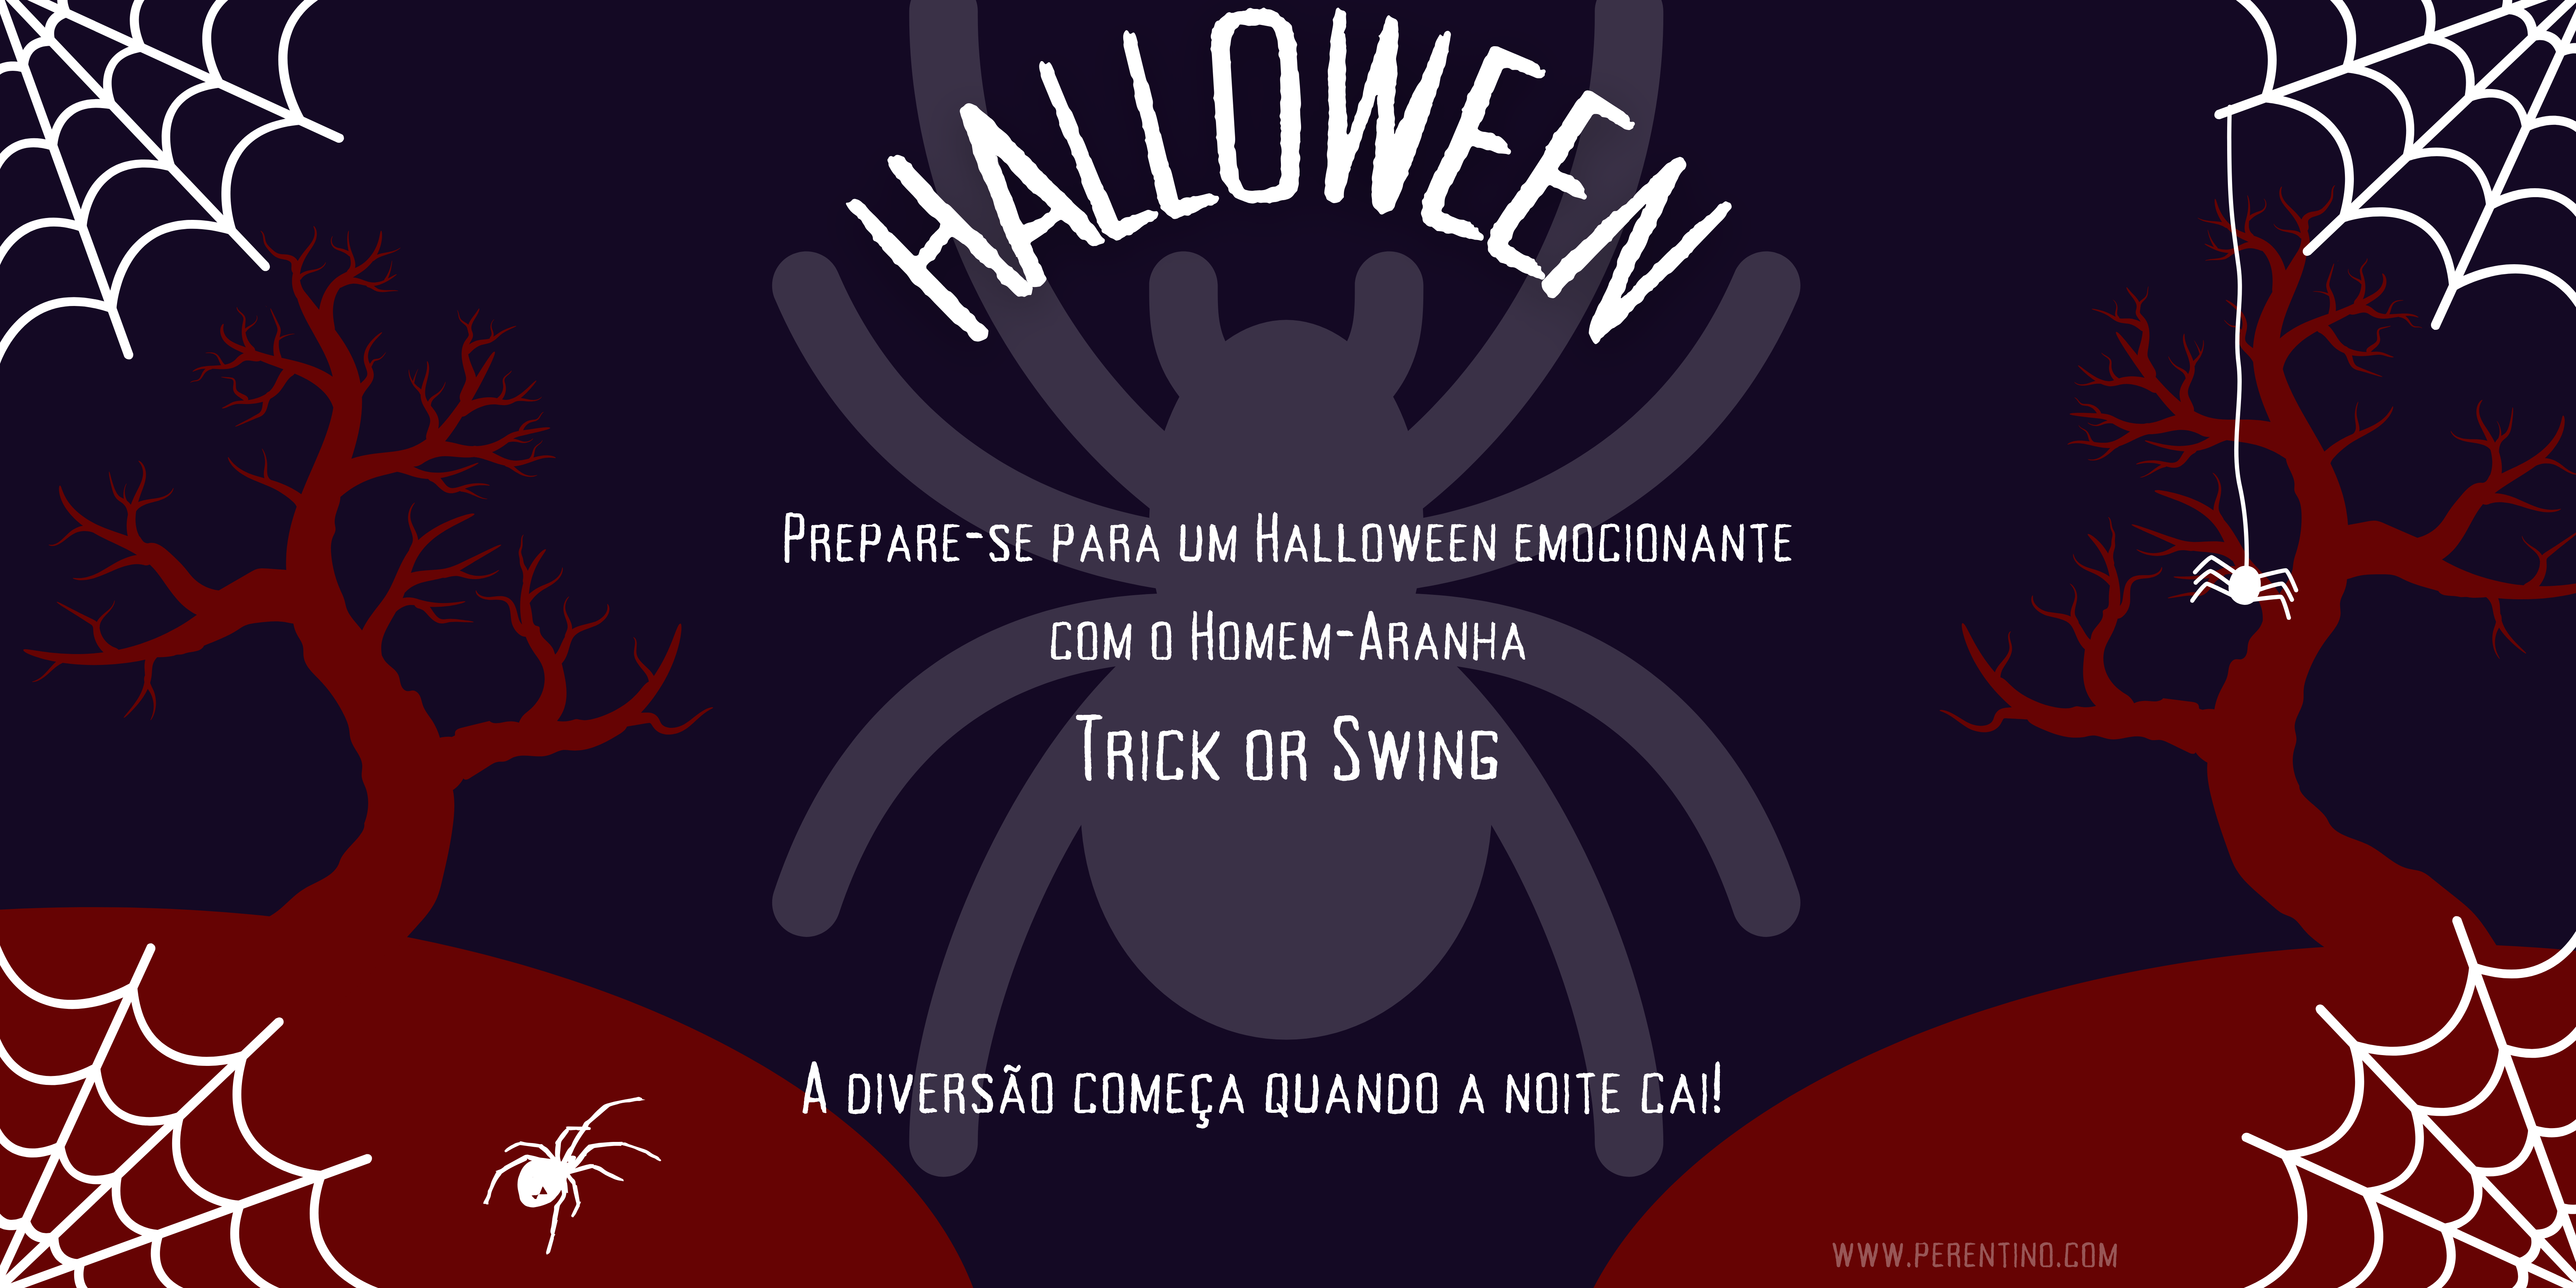 HALLOWEEN
Prepare-se para um Halloween emocionante
com o Homem-Aranha
Trick or Swing
A diversão começa quando a noite cai!
www.perentino.com